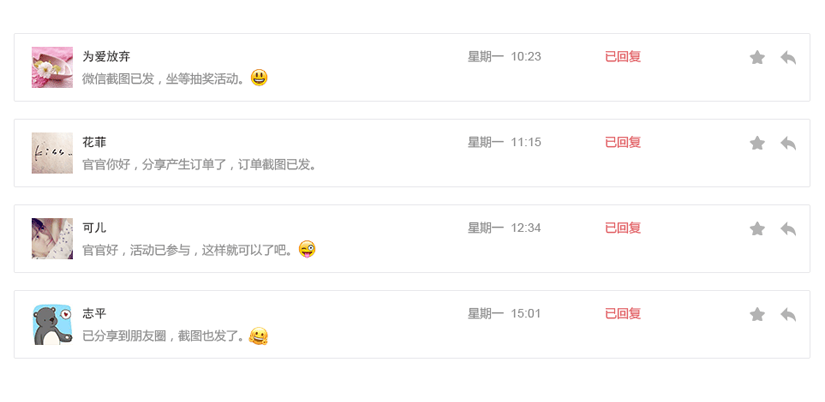 为爱放弃 星期一 10:23 已回复
微信截图已发，坐等抽奖活动。😃
kiss.
花菲 星期一 11:15 已回复
官官你好，分享产生订单了，订单截图已发。
可儿 星期一 12:34 已回复
官官好，活动已参与，这样就可以了吧。😜
志平 星期一 15:01 已回复
已分享到朋友圈，截图也发了。🤗